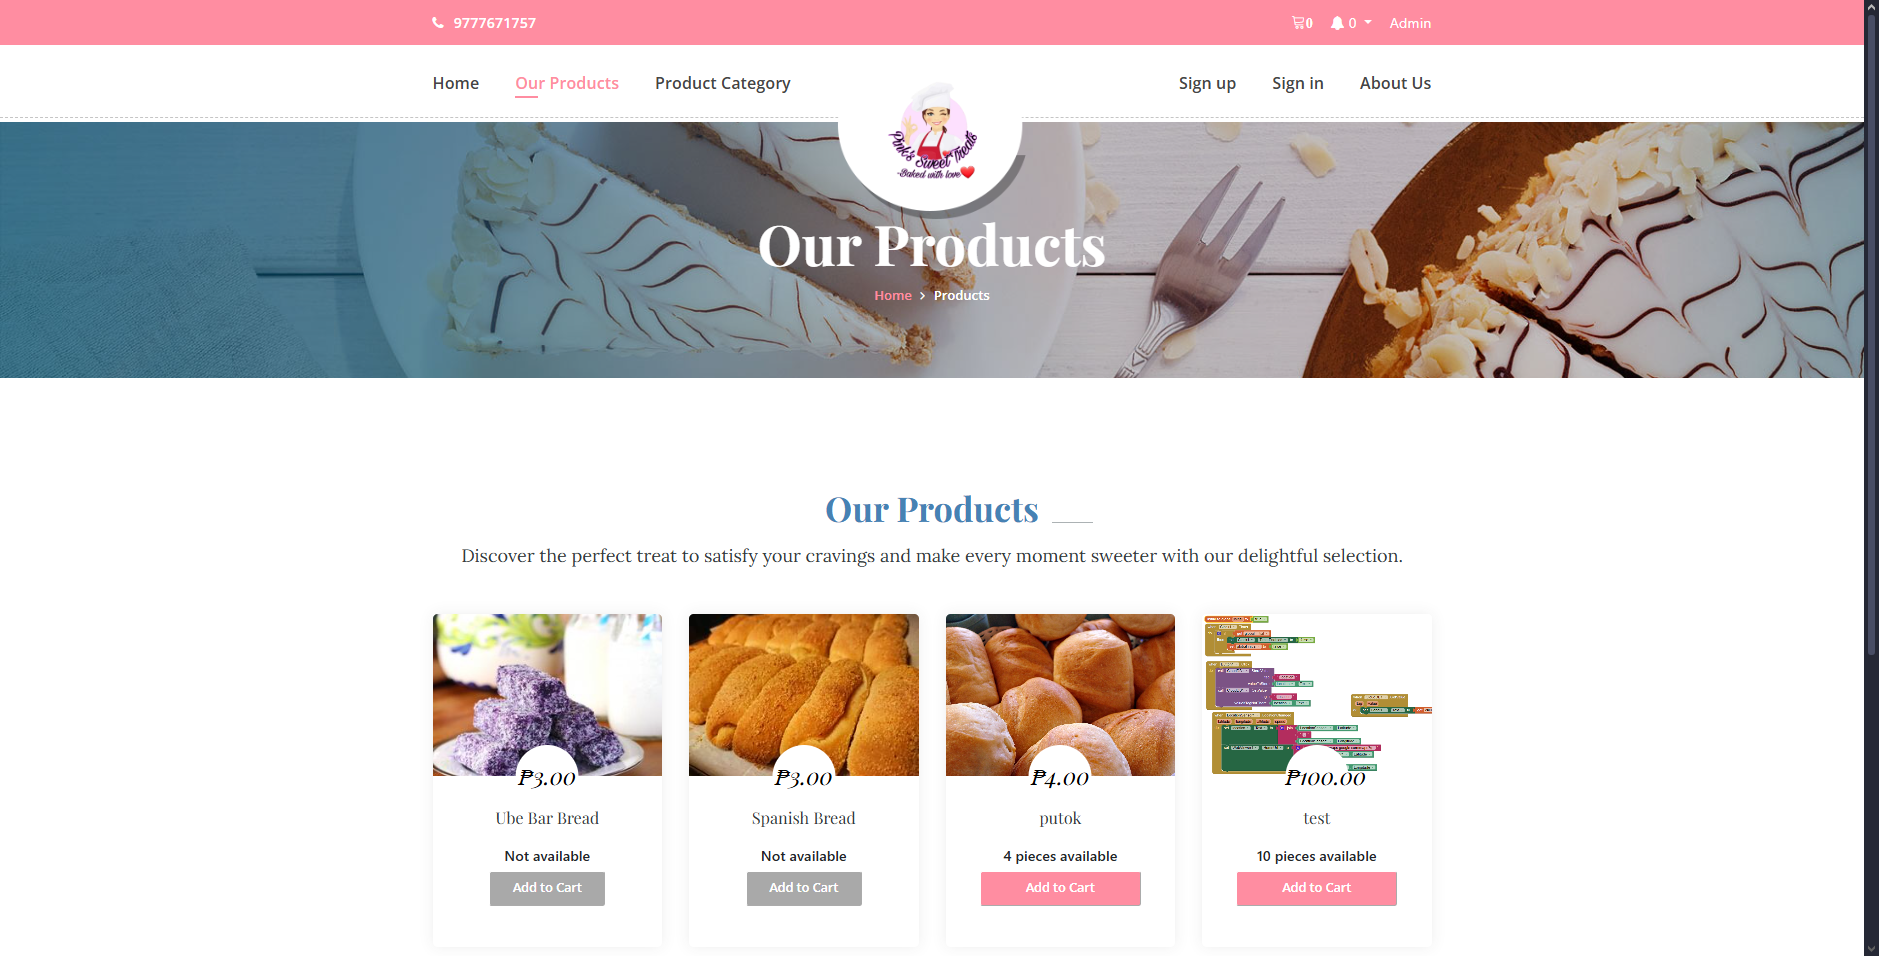 9777671757
0
0
Admin
Home
Our Products
Product Category
Sign up
Sign in
About Us
Pink's Sweet Treats
-Baked with love
Our Products
Home > Products
Our Products
Discover the perfect treat to satisfy your cravings and make every moment sweeter with our delightful selection.
₱3.00
Ube Bar Bread
Not available
Add to Cart
₱3.00
Spanish Bread
Not available
Add to Cart
₱4.00
putok
4 pieces available
Add to Cart
₱100.00
test
10 pieces available
Add to Cart